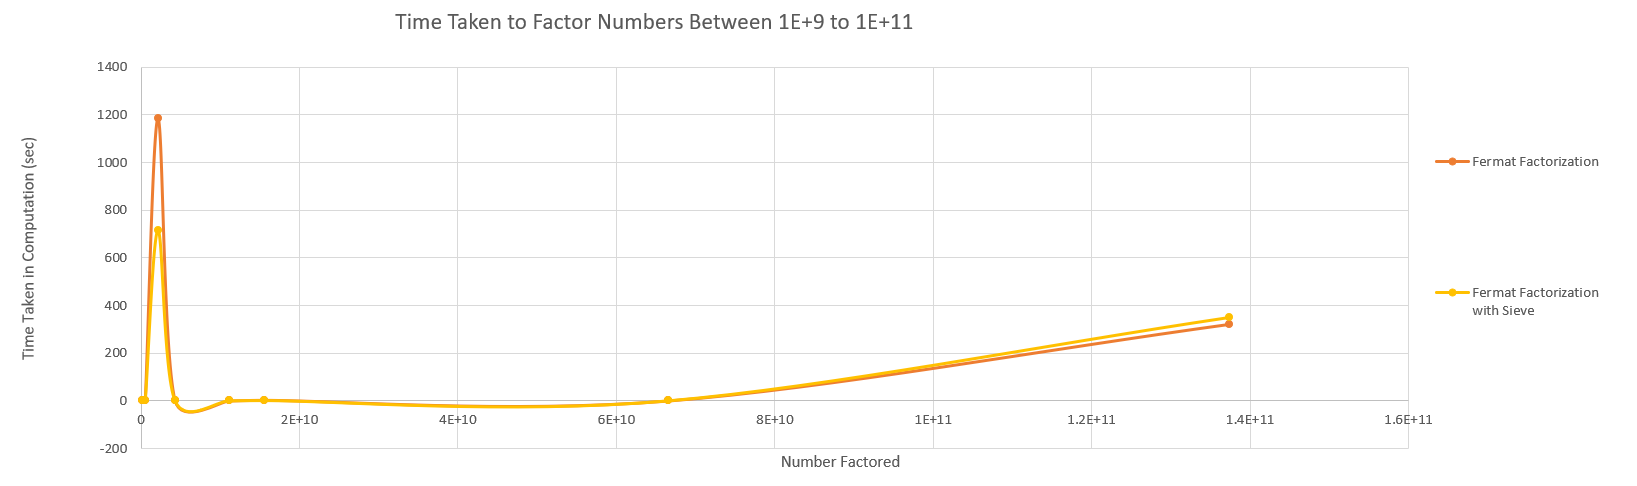 Time Taken to Factor Numbers Between 1E+9 to 1E+11
Time Taken in Computation (sec)
1400
1200
1000
800
600
400
200
0
-200
0
2E+10
4E+10
6E+10
8E+10
1E+11
1.2E+11
1.4E+11
1.6E+11
Number Factored
Fermat Factorization
Fermat Factorization
with Sieve